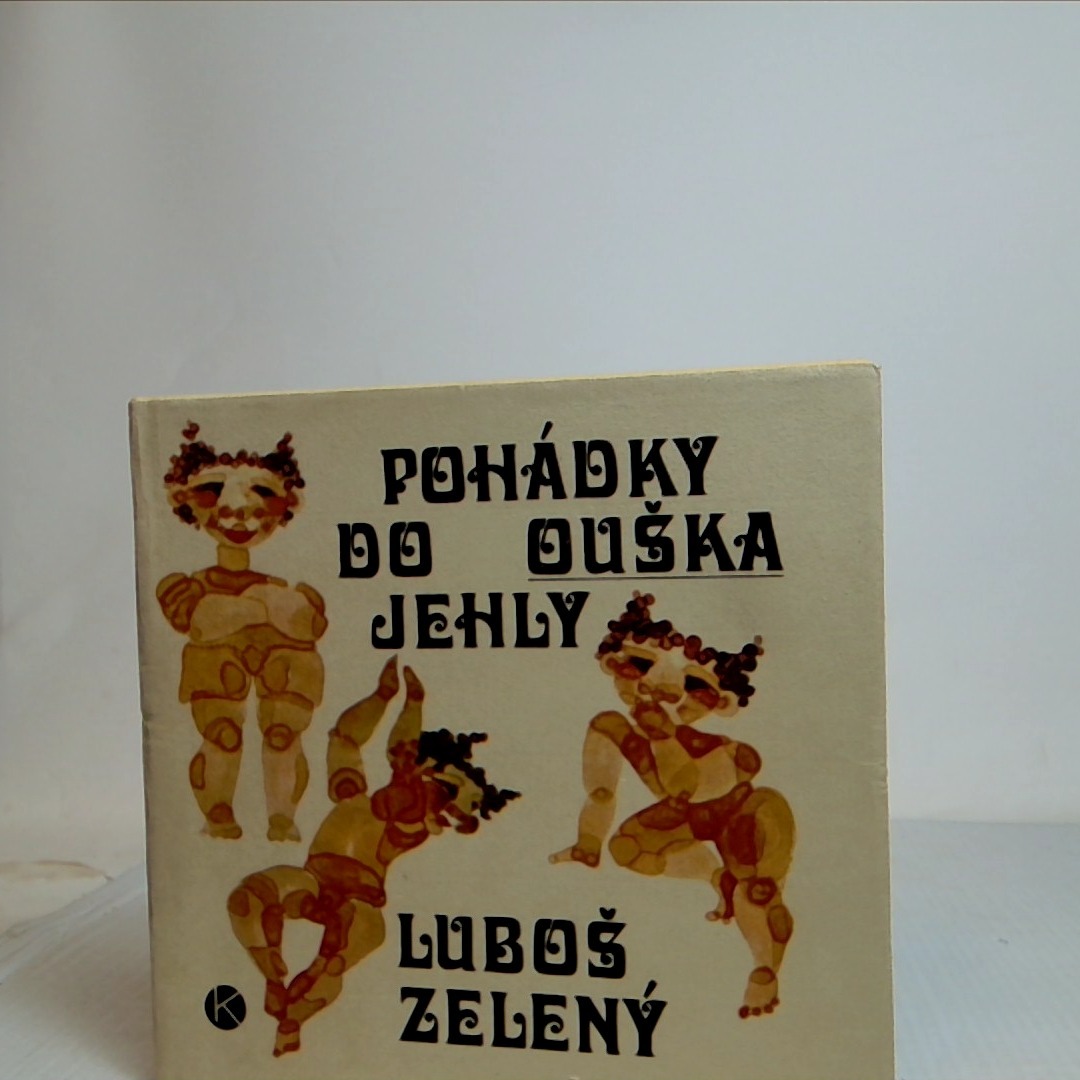 POHÁDKY
DO OUŠKA
JEHLY
LUBOŠ
ZELENÝ
K